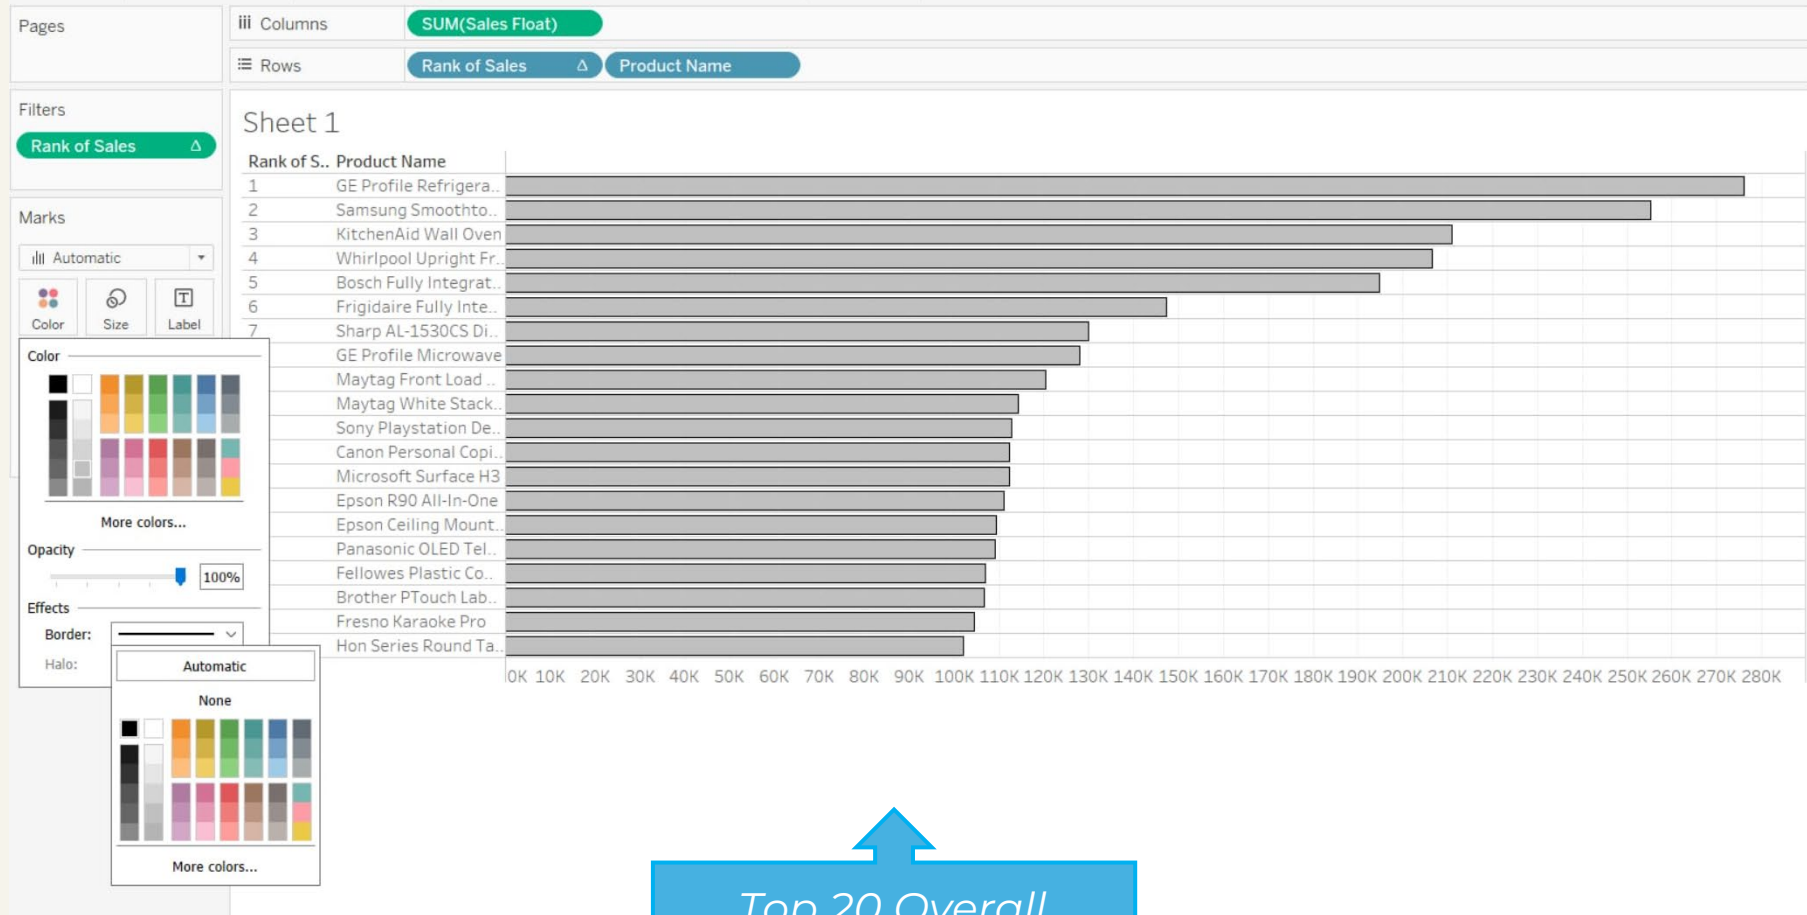 Pages
Columns
SUM(Sales Float)
Rows
Rank of Sales
Product Name
Filters
Rank of Sales
Marks
Automatic
Color
Size
Label
Sheet 1
Rank of S.. Product Name
1 GE Profile Refrigera..
2 Samsung Smoothto..
3 KitchenAid Wall Oven
4 Whirlpool Upright Fr..
5 Bosch Fully Integrat..
6 Frigidaire Fully Inte..
7 Sharp AL-1530CS Di..
GE Profile Microwave
Maytag Front Load ..
Maytag White Stack..
Sony Playstation De..
Canon Personal Copi..
Microsoft Surface H3
Epson R90 All-In-One
Epson Ceiling Mount..
Panasonic OLED Tel..
Fellowes Plastic Co..
Brother PTouch Lab..
Fresno Karaoke Pro
Hon Series Round Ta..
0K 10K 20K 30K 40K 50K 60K 70K 80K 90K 100K 110K 120K 130K 140K 150K 160K 170K 180K 190K 200K 210K 220K 230K 240K 250K 260K 270K 280K
Color
More colors...
Opacity
100%
Effects
Border:
Halo:
Automatic
None
More colors...
Top 20 Overall